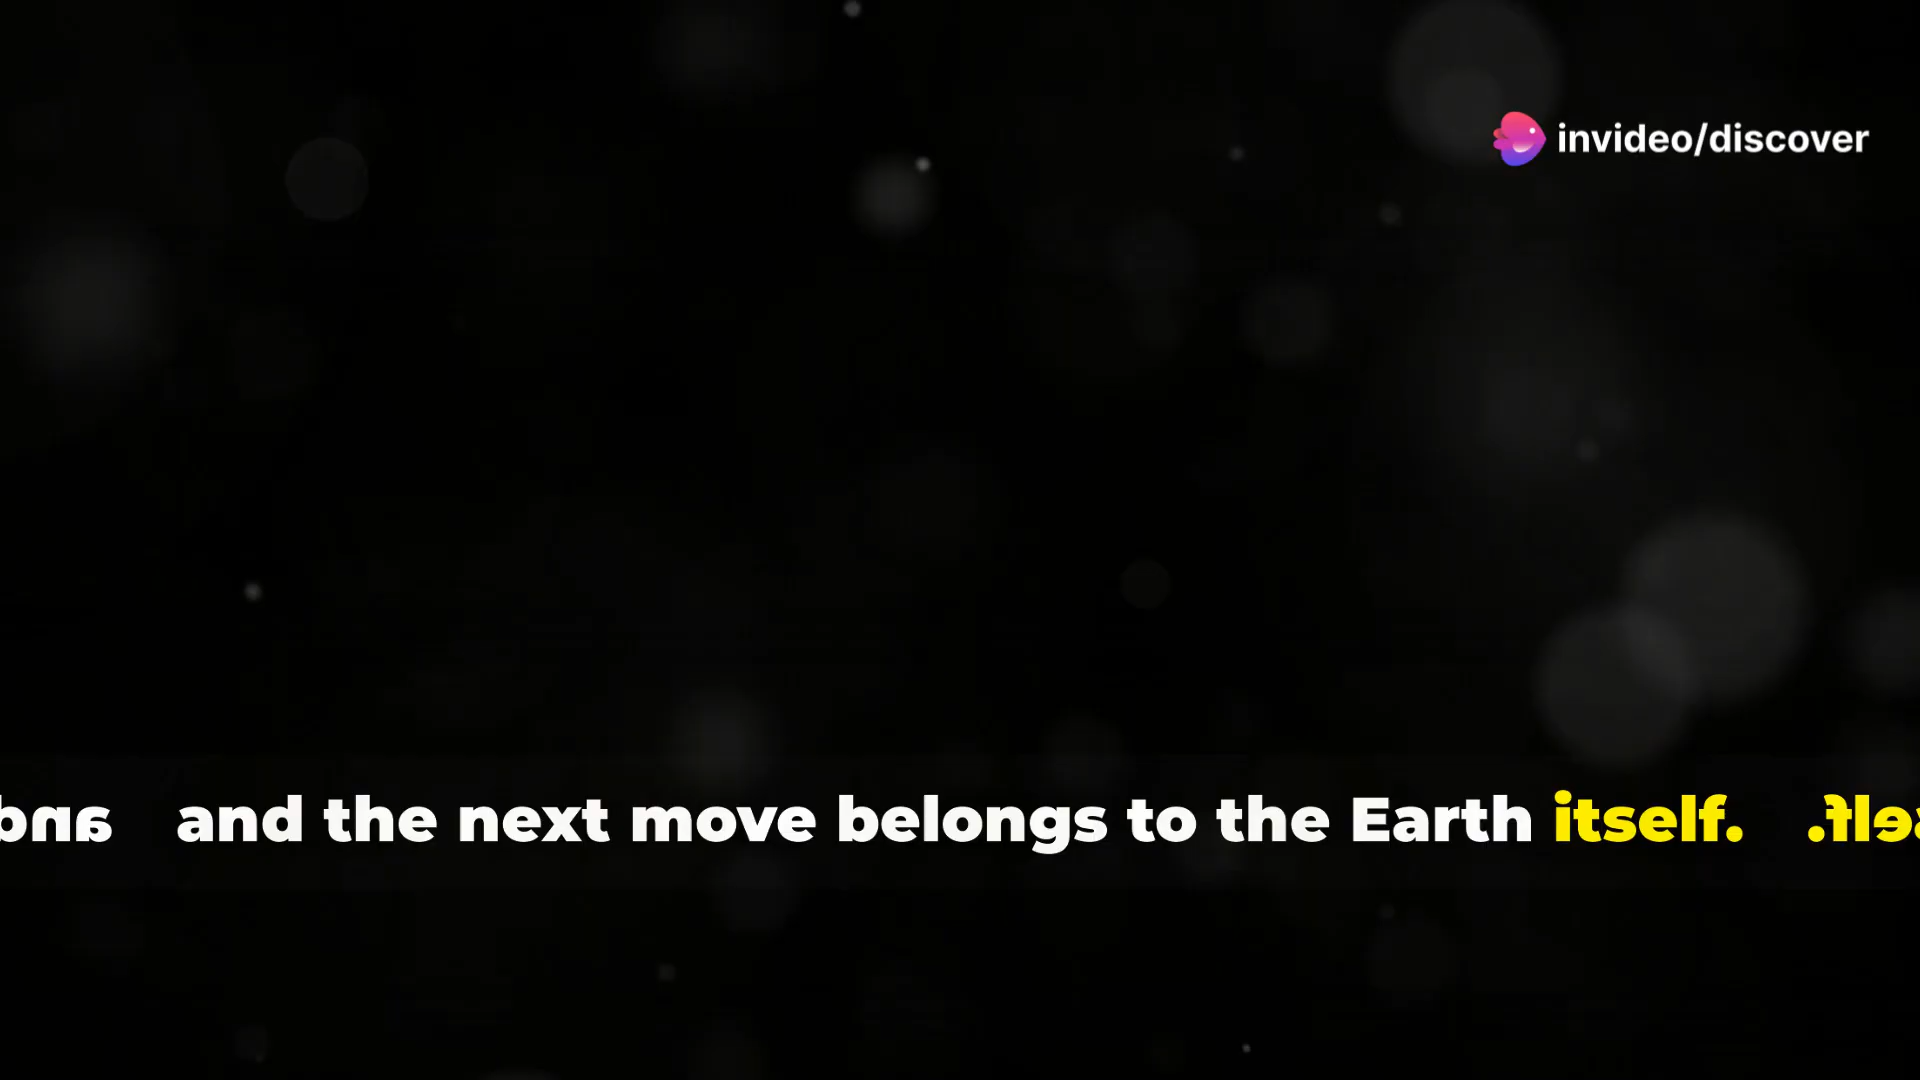 invideo/discover
and the next move belongs to the Earth itself.